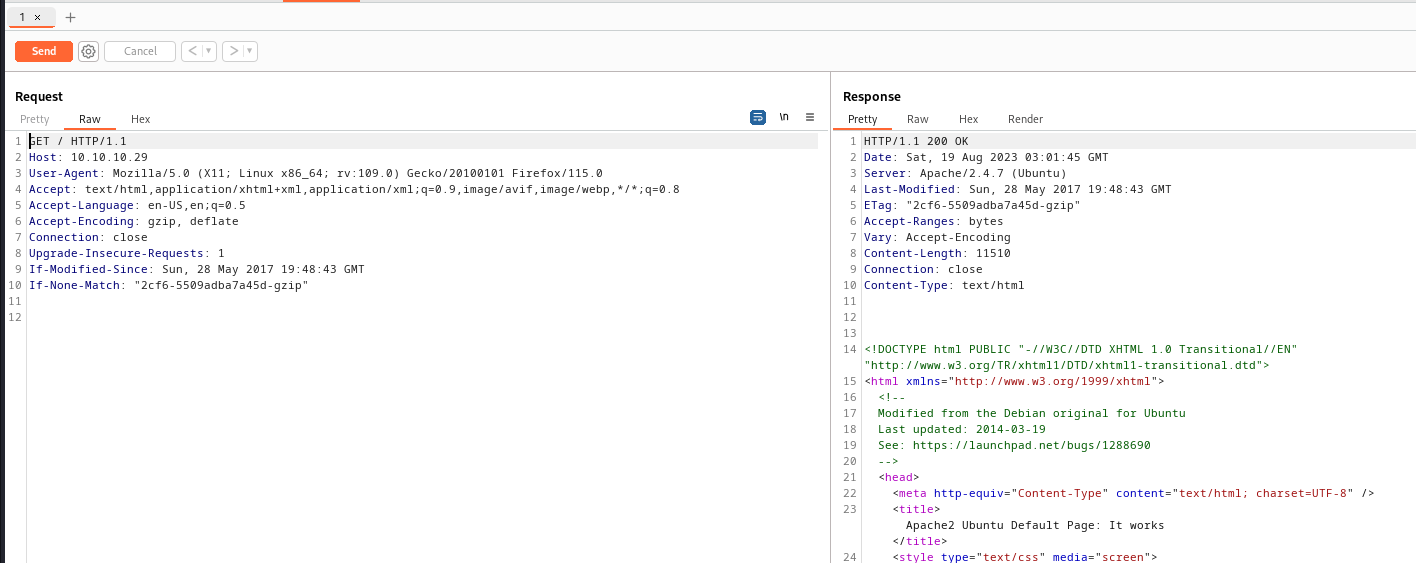 1 × +
Send Cancel < ▾ > ▾
Request
Pretty Raw Hex \n
1 GET / HTTP/1.1
2 Host: 10.10.10.29
3 User-Agent: Mozilla/5.0 (X11; Linux x86_64; rv:109.0) Gecko/20100101 Firefox/115.0
4 Accept: text/html,application/xhtml+xml,application/xml;q=0.9,image/avif,image/webp,*/*;q=0.8
5 Accept-Language: en-US,en;q=0.5
6 Accept-Encoding: gzip, deflate
7 Connection: close
8 Upgrade-Insecure-Requests: 1
9 If-Modified-Since: Sun, 28 May 2017 19:48:43 GMT
10 If-None-Match: "2cf6-5509adba7a45d-gzip"
11
12
Response
Pretty Raw Hex Render
1 HTTP/1.1 200 OK
2 Date: Sat, 19 Aug 2023 03:01:45 GMT
3 Server: Apache/2.4.7 (Ubuntu)
4 Last-Modified: Sun, 28 May 2017 19:48:43 GMT
5 ETag: "2cf6-5509adba7a45d-gzip"
6 Accept-Ranges: bytes
7 Vary: Accept-Encoding
8 Content-Length: 11510
9 Connection: close
10 Content-Type: text/html
11
12
13
14 <!DOCTYPE html PUBLIC "-//W3C//DTD XHTML 1.0 Transitional//EN"
"http://www.w3.org/TR/xhtml1/DTD/xhtml1-transitional.dtd">
15 <html xmlns="http://www.w3.org/1999/xhtml">
16 <!--
17 Modified from the Debian original for Ubuntu
18 Last updated: 2014-03-19
19 See: https://launchpad.net/bugs/1288690
20 -->
21 <head>
22 <meta http-equiv="Content-Type" content="text/html; charset=UTF-8" />
23 <title>
Apache2 Ubuntu Default Page: It works
</title>
24 <style type="text/css" media="screen">